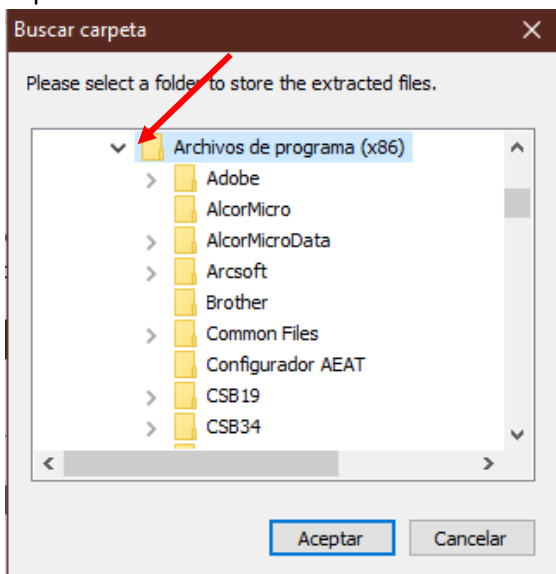 Buscar carpeta
Please select a folder to store the extracted files.
Archivos de programa (x86)
Adobe
AlcorMicro
AlcorMicroData
Arcsoft
Brother
Common Files
Configurador AEAT
CSB19
CSB34
Aceptar
Cancelar